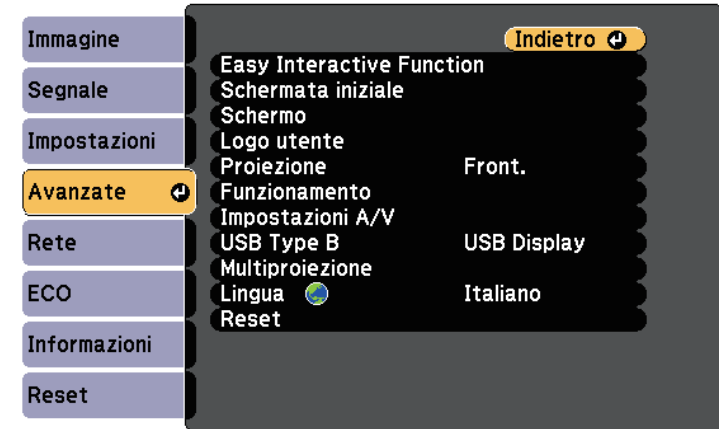 Immagine
Segnale
Impostazioni
Avanzate
Rete
ECO
Informazioni
Reset
Indietro
Easy Interactive Function
Schermata iniziale
Schermo
Logo utente
Proiezione Front.
Funzionamento
Impostazioni A/V
USB Type B USB Display
Multiproiezione
Lingua Italiano
Reset